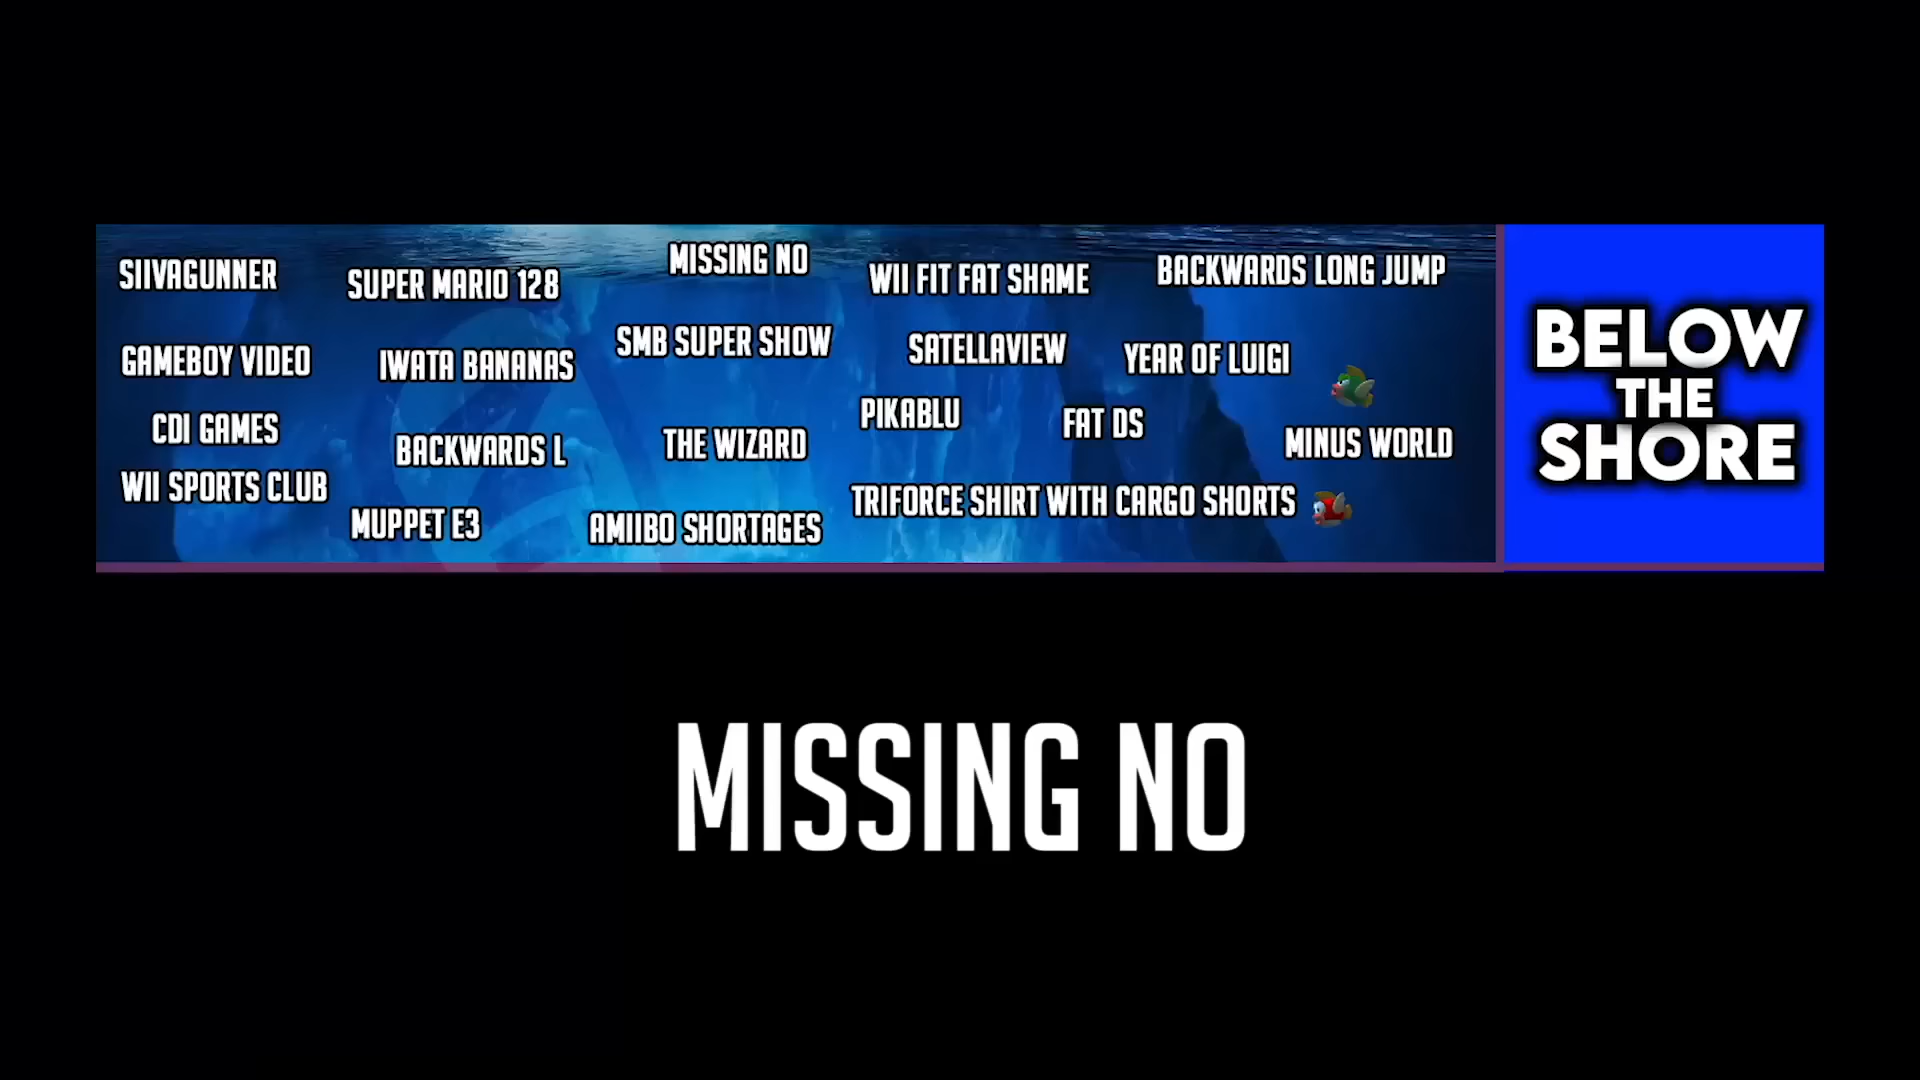 SIIVAGUNNER
SUPER MARIO 128
MISSING NO
WII FIT FAT SHAME
BACKWARDS LONG JUMP
GAMEBOY VIDEO
IWATA BANANAS
SMB SUPER SHOW
SATELLAVIEW
YEAR OF LUIGI
CDI GAMES
BACKWARDS L
THE WIZARD
PIKABLU
FAT DS
MINUS WORLD
WII SPORTS CLUB
MUPPET E3
AMIIBO SHORTAGES
TRIFORCE SHIRT WITH CARGO SHORTS
BELOW
THE
SHORE
MISSING NO